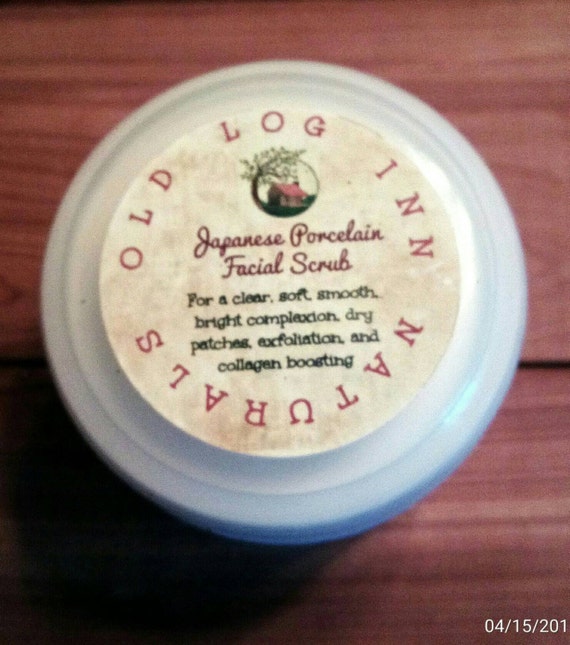 OLD LOG INN NATURALS
Japanese Porcelain
Facial Scrub
For a clear, soft, smooth,
bright complexion, dry
patches, exfoliation, and
collagen boosting
04/15/201